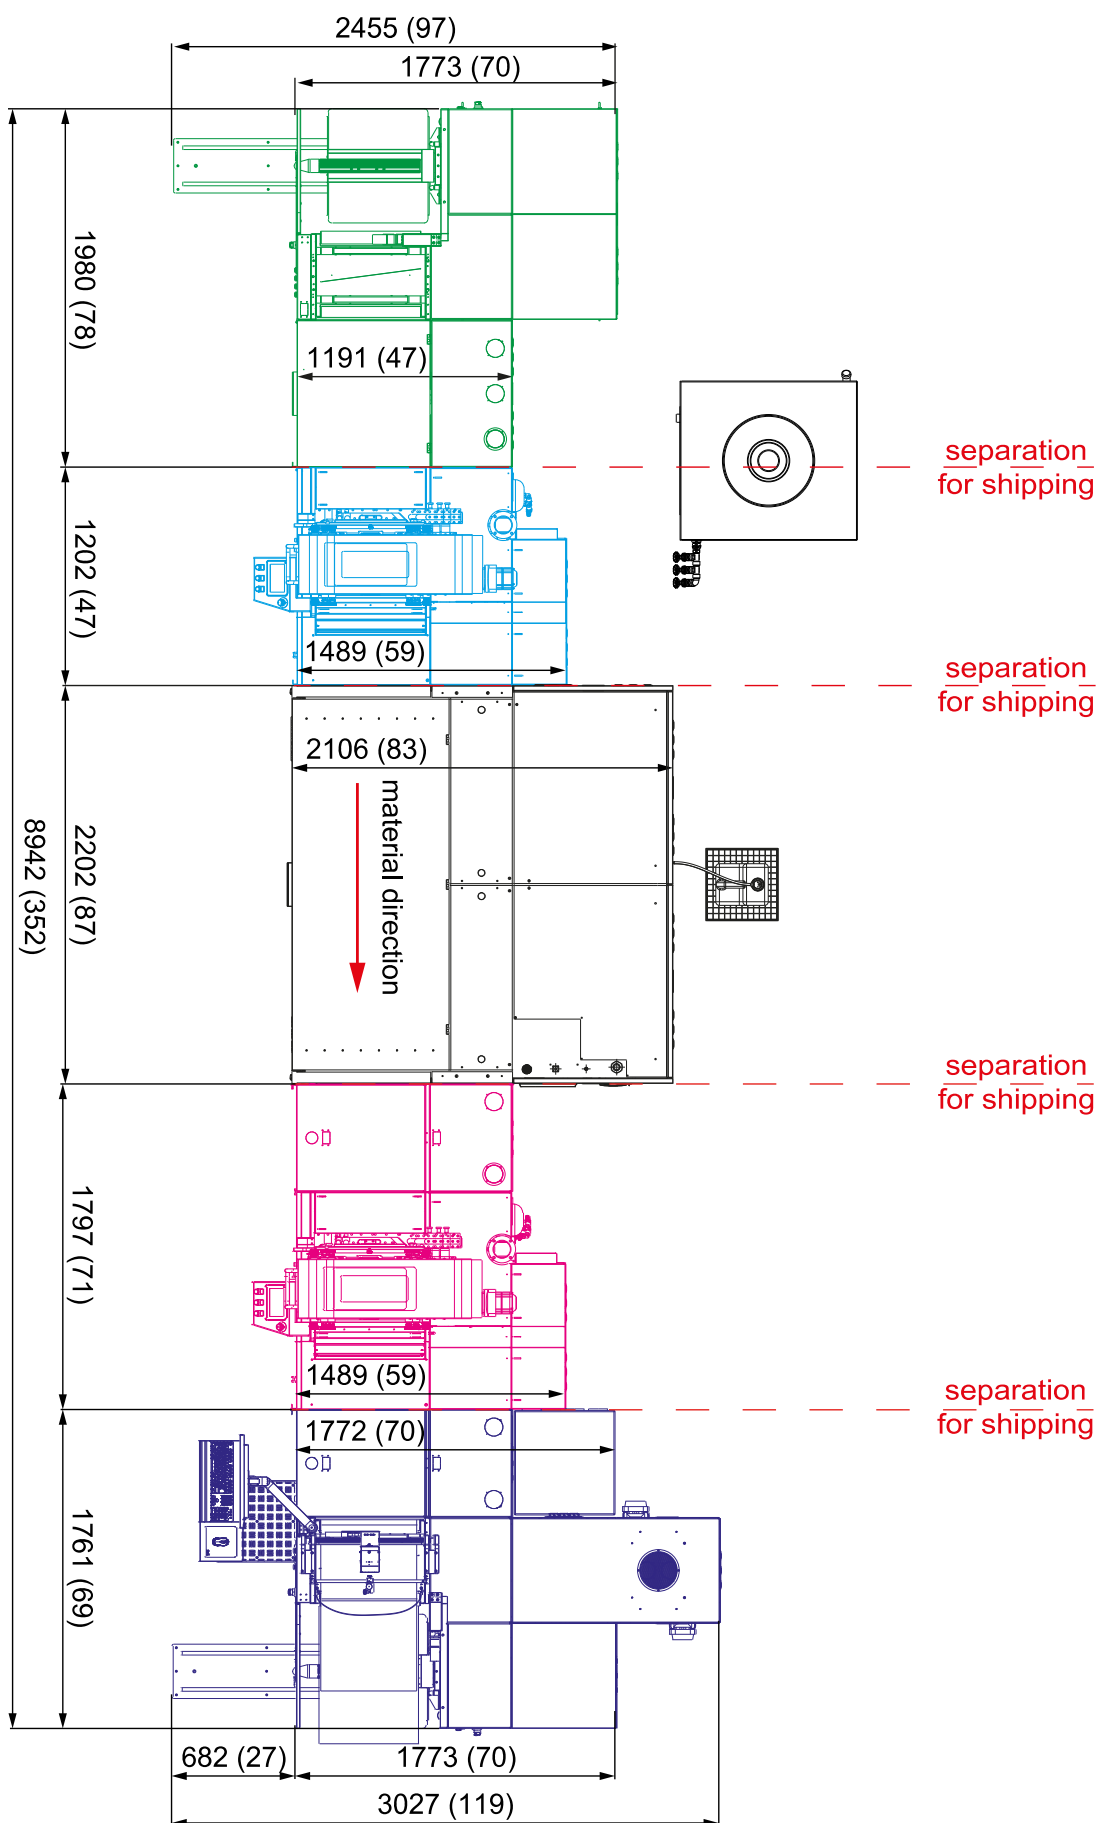 2455 (97)
1773 (70)
1980 (78)
1191 (47)
separation
for shipping
1202 (47)
1489 (59)
separation
for shipping
2106 (83)
material direction
2202 (87)
8942 (352)
separation
for shipping
1797 (71)
1489 (59)
separation
for shipping
1772 (70)
1761 (69)
682 (27)
1773 (70)
3027 (119)